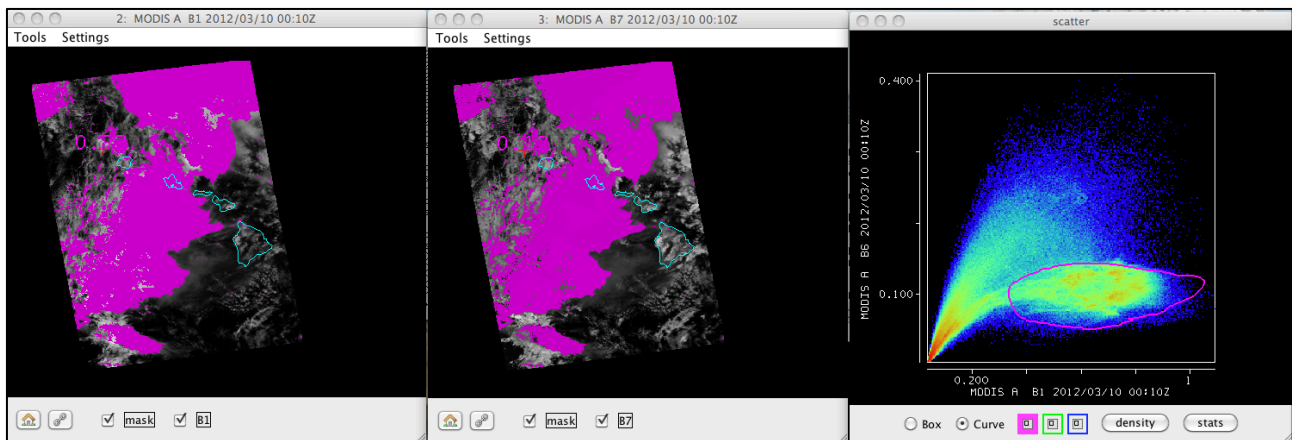 2: MODIS A B1 2012/03/10 00:10Z
Tools Settings
mask B1
3: MODIS A B7 2012/03/10 00:10Z
Tools Settings
mask B7
scatter
0.400
MODIS A B6 2012/03/10 00:10Z
0.100
0.200
1
MODIS A B1 2012/03/10 00:10Z
Box Curve density stats